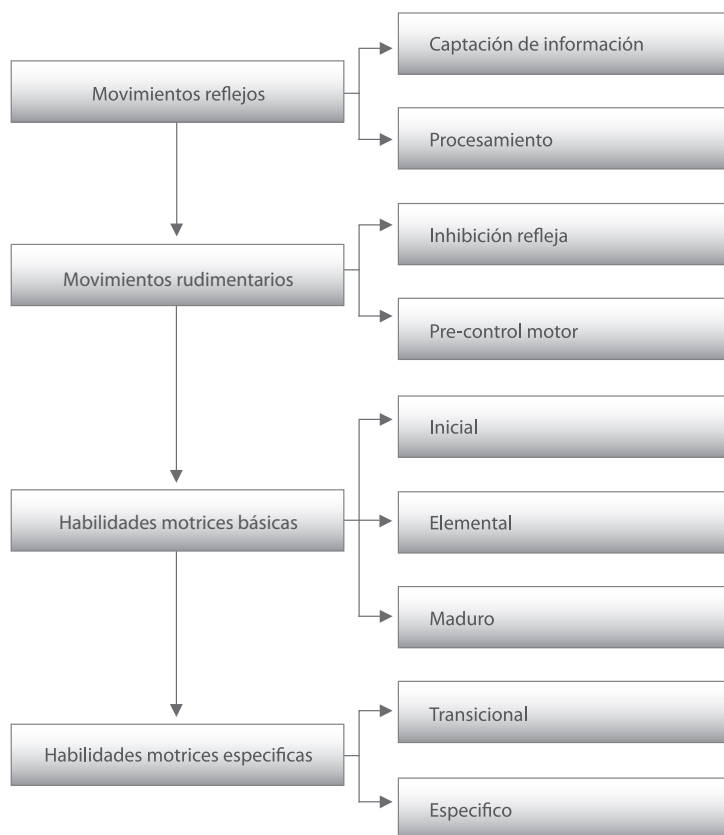 Movimientos reflejos
Captación de información
Procesamiento
Movimientos rudimentarios
Inhibición refleja
Pre-control motor
Habilidades motrices básicas
Inicial
Elemental
Maduro
Habilidades motrices especificas
Transicional
Especifico